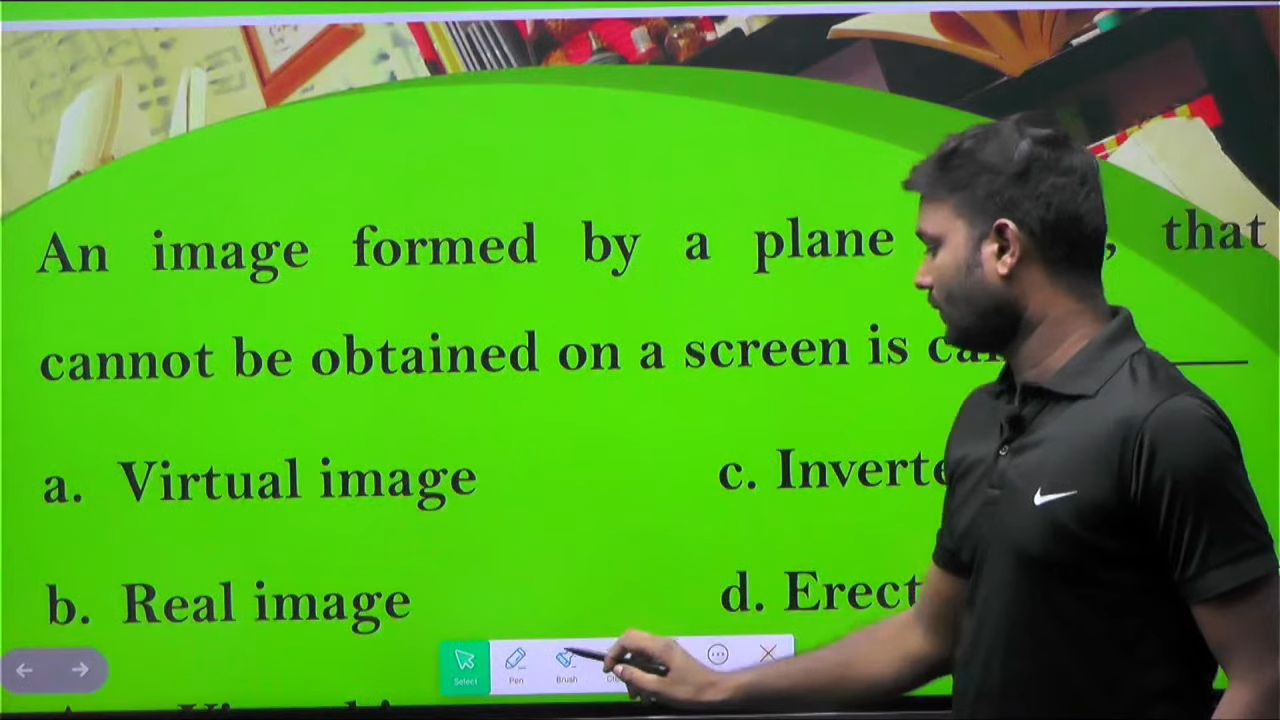 An image formed by a plane , that
cannot be obtained on a screen is
a. Virtual image
c.
b. Real image
d. Erect
Select Pen Brush